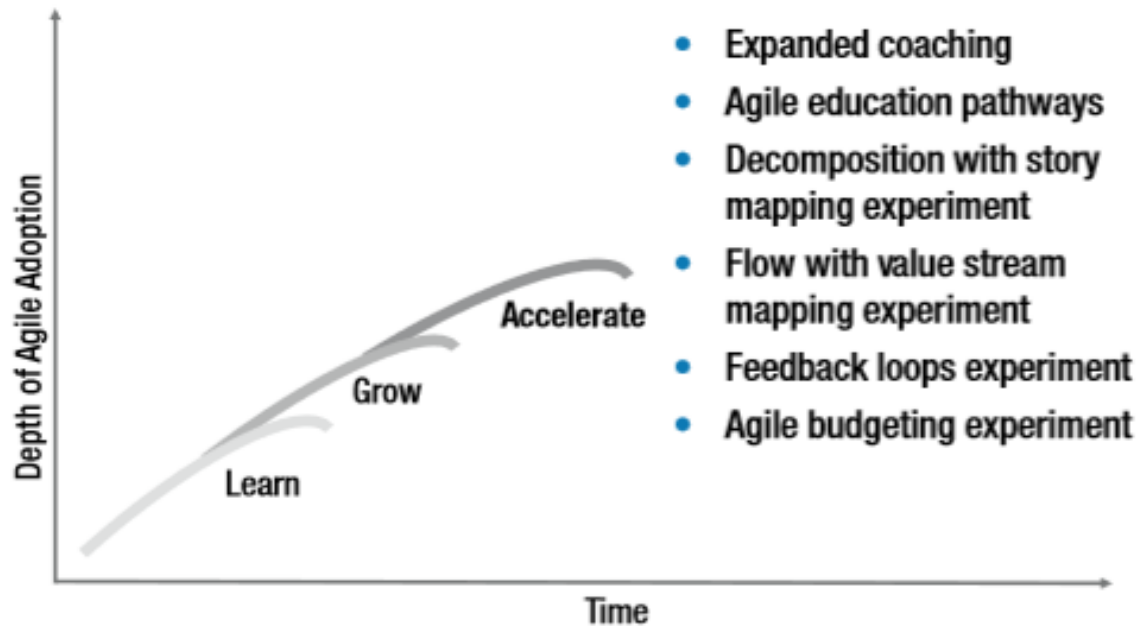 Expanded coaching
Agile education pathways
Decomposition with story
mapping experiment
Flow with value stream
mapping experiment
Feedback loops experiment
Agile budgeting experiment
Depth of Agile Adoption
Accelerate
Grow
Learn
Time